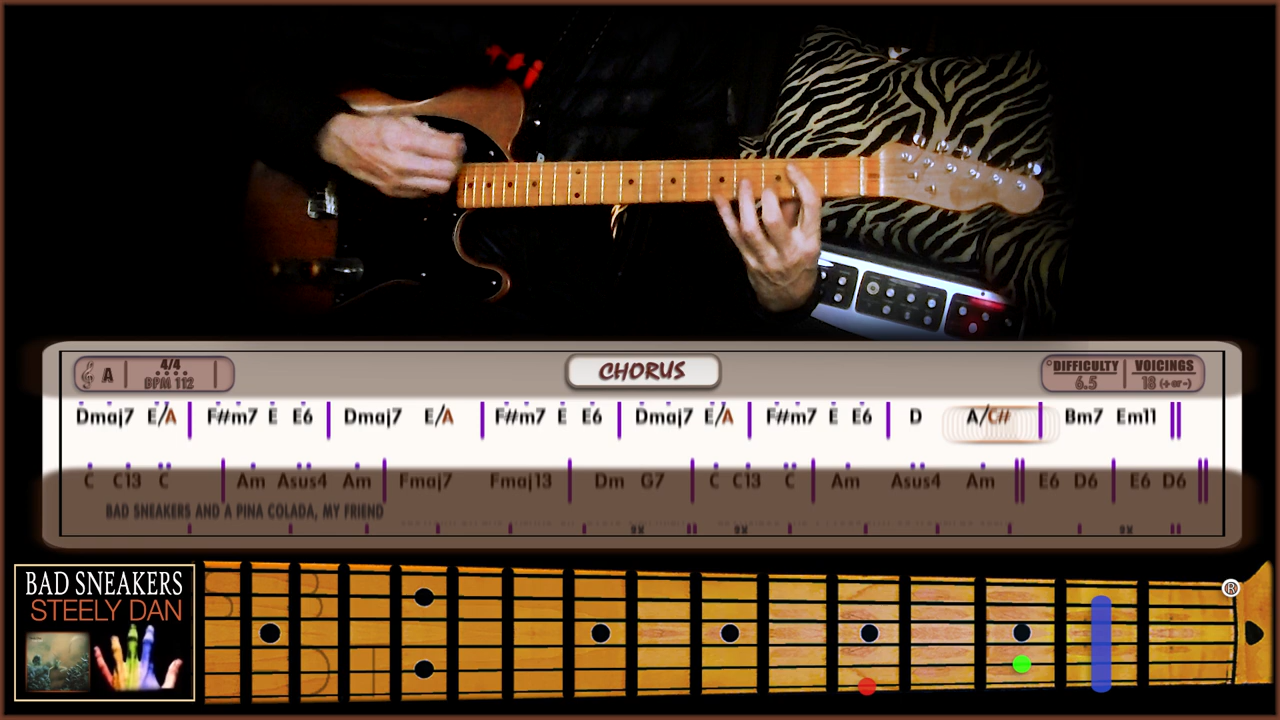 A
4/4
BPM 112
CHORUS
°DIFFICULTY
6.5
VOICINGS
18 (+or-)
Dmaj7 E/A F#m7 E E6 Dmaj7 E/A F#m7 E E6 Dmaj7 E/A F#m7 E E6 D A/C# Bm7 Em11
C C13 C Am Asus4 Am Fmaj7 Fmaj13 Dm G7 C C13 C Am Asus4 Am E6 D6 E6 D6
BAD SNEAKERS AND A PINA COLADA, MY FRIEND
BAD SNEAKERS
STEELY DAN
®